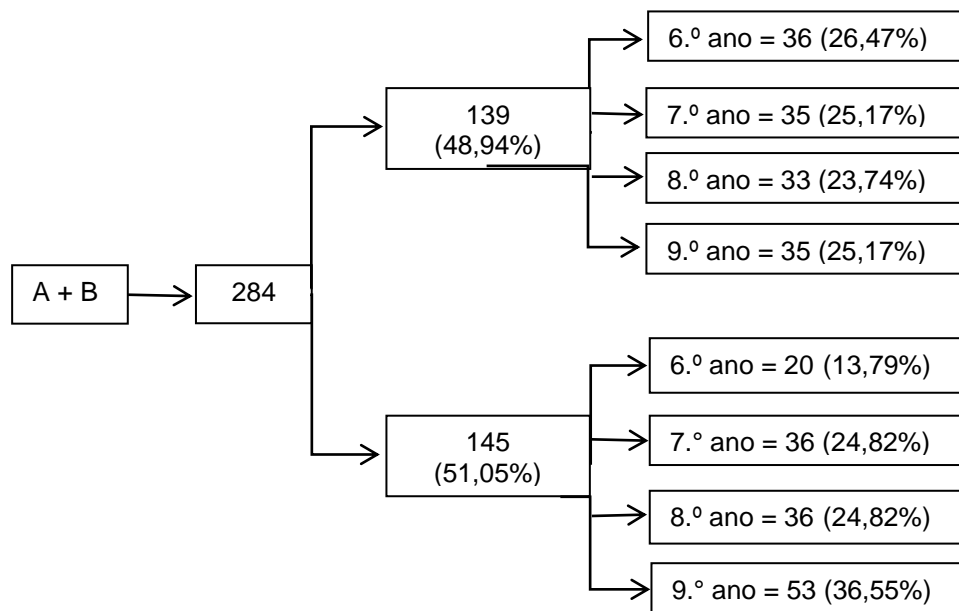 A + B
284
139
(48,94%)
6.º ano = 36 (26,47%)
7.º ano = 35 (25,17%)
8.º ano = 33 (23,74%)
9.º ano = 35 (25,17%)
145
(51,05%)
6.º ano = 20 (13,79%)
7.° ano = 36 (24,82%)
8.º ano = 36 (24,82%)
9.° ano = 53 (36,55%)